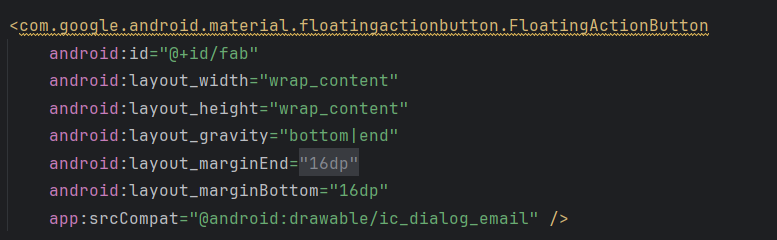 <com.google.android.material.floatingactionbutton.FloatingActionButton
android:id="@+id/fab"
android:layout_width="wrap_content"
android:layout_height="wrap_content"
android:layout_gravity="bottom|end"
android:layout_marginEnd="16dp"
android:layout_marginBottom="16dp"
app:srcCompat="@android:drawable/ic_dialog_email" />